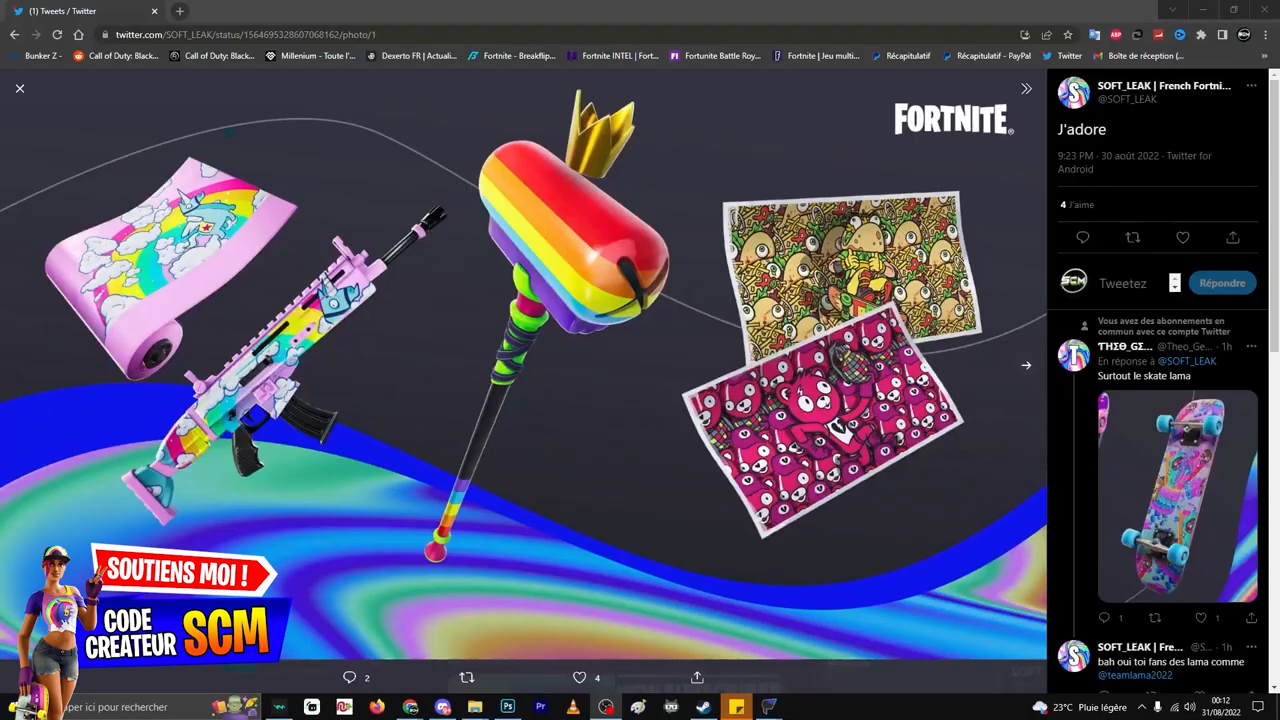 (1) Tweets / Twitter
twitter.com/SOFT_LEAK/status/1564695328607068162/photo/1
Bunker Z -
Call of Duty: Black...
Call of Duty: Black...
Millenium - Toute l'...
Dexerto FR | Actuali...
Fortnite - Breakflip...
Fortnite INTEL | Fort...
Fortunite Battle Roy...
Fortnite | Jeu multi...
Récapitulatif
Récapitulatif - PayPal
Twitter
Boîte de réception (...
FORTNITE
SOFT_LEAK | French Fortni...
@SOFT_LEAK
J'adore
9:23 PM · 30 août 2022 · Twitter for
Android
4 J'aime
SCM
Tweetez
Répondre
Vous avez des abonnements en
commun avec ce compte Twitter
@Theo_Ge... · 1h
En réponse à @SOFT_LEAK
Surtout le skate lama
1
1
SOFT_LEAK | Fre... @S... · 1h
bah oui toi fans des lama comme
@teamlama2022
SOUTIENS MOI !
CODE
CREATEUR SCM
2
4
aper ici pour rechercher
23°C Pluie légère
00:12
31/08/2022